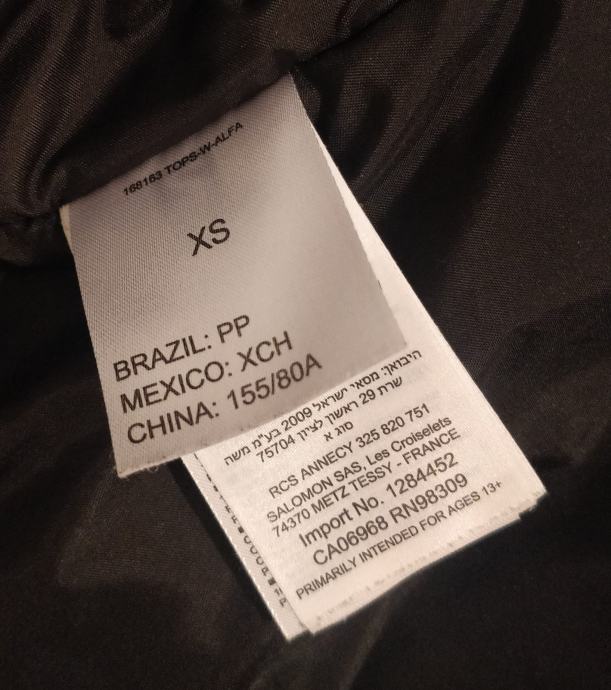 168163 TOPS-W-ALFA
XS
BRAZIL: PP
MEXICO: XCH
CHINA: 155/80A
היבואן: מסאי ישראל 2009 בע"מ משה
שרת 29 ראשון לציון 75704
סוג א
RCS ANNECY 325 820 751
SALOMON SAS, Les Croiselets
74370 METZ TESSY - FRANCE
Import No. 1284452
CA06968 RN98309
PRIMARILY INTENDED FOR AGES 13+